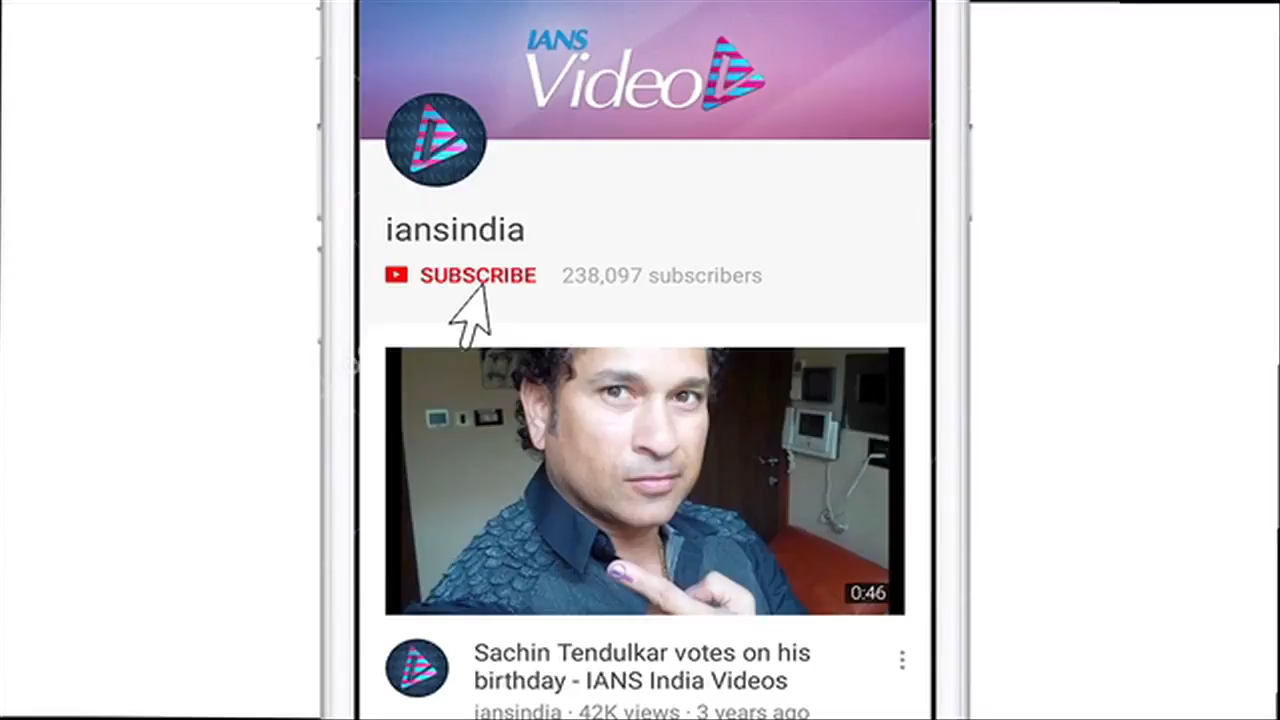 IANS
Video
iansindia
SUBSCRIBE 238,097 subscribers
0:46
Sachin Tendulkar votes on his
birthday - IANS India Videos
iansindia · 42K views · 3 years ago